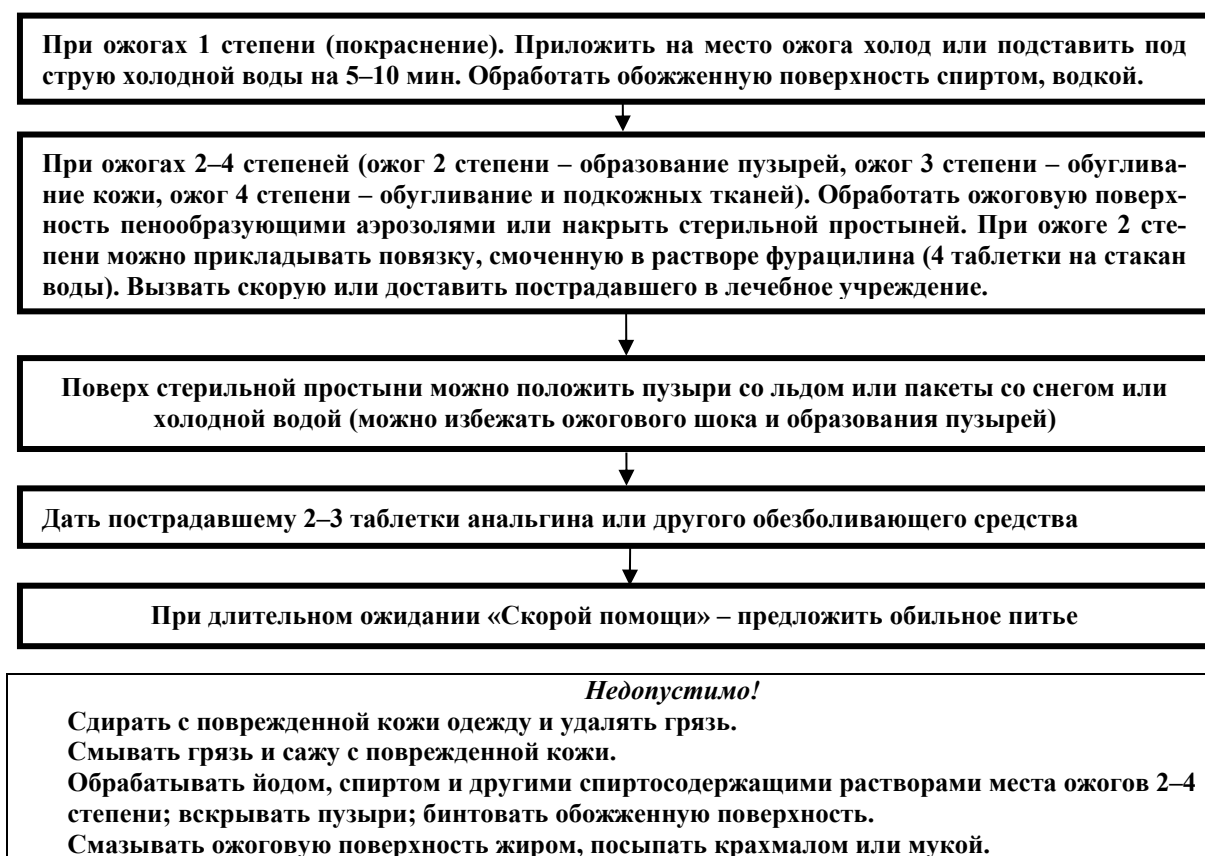 При ожогах 1 степени (покраснение). Приложить на место ожога холод или подставить под
струю холодной воды на 5–10 мин. Обработать обожженную поверхность спиртом, водкой.
При ожогах 2–4 степеней (ожог 2 степени – образование пузырей, ожог 3 степени – обуглива-
ние кожи, ожог 4 степени – обугливание и подкожных тканей). Обработать ожоговую поверх-
ность пенообразующими аэрозолями или накрыть стерильной простыней. При ожоге 2 сте-
пени можно прикладывать повязку, смоченную в растворе фурацилина (4 таблетки на стакан
воды). Вызвать скорую или доставить пострадавшего в лечебное учреждение.
Поверх стерильной простыни можно положить пузыри со льдом или пакеты со снегом или
холодной водой (можно избежать ожогового шока и образования пузырей)
Дать пострадавшему 2–3 таблетки анальгина или другого обезболивающего средства
При длительном ожидании «Скорой помощи» – предложить обильное питье
Недопустимо!
Сдирать с поврежденной кожи одежду и удалять грязь.
Смывать грязь и сажу с поврежденной кожи.
Обрабатывать йодом, спиртом и другими спиртосодержащими растворами места ожогов 2–4
степени; вскрывать пузыри; бинтовать обожженную поверхность.
Смазывать ожоговую поверхность жиром, посыпать крахмалом или мукой.